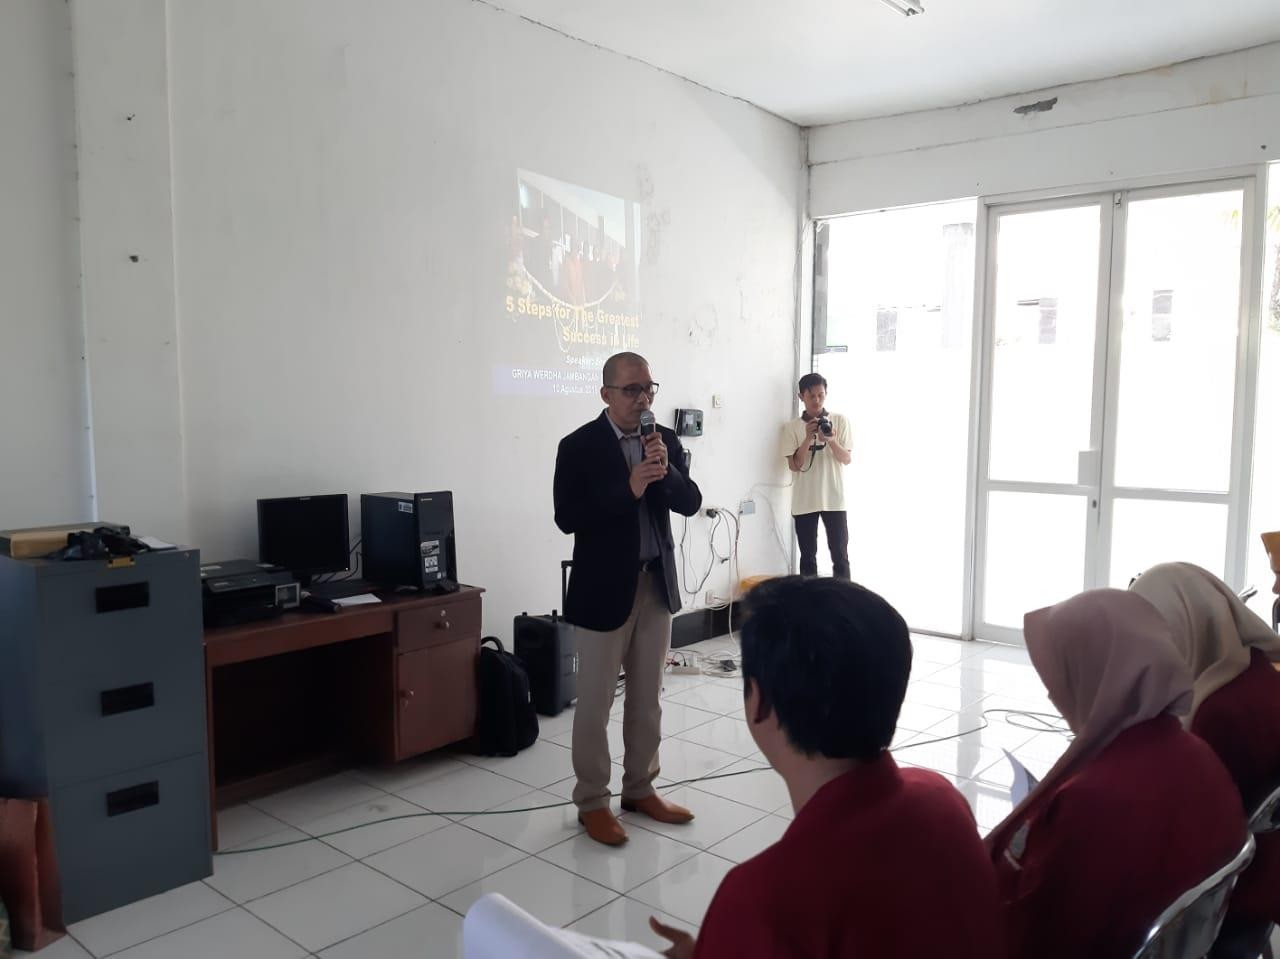 5 Steps for The Greatest
Success in Life
Speaker:
GRIYA WERDHA JAMBANGAN
10 Agustus